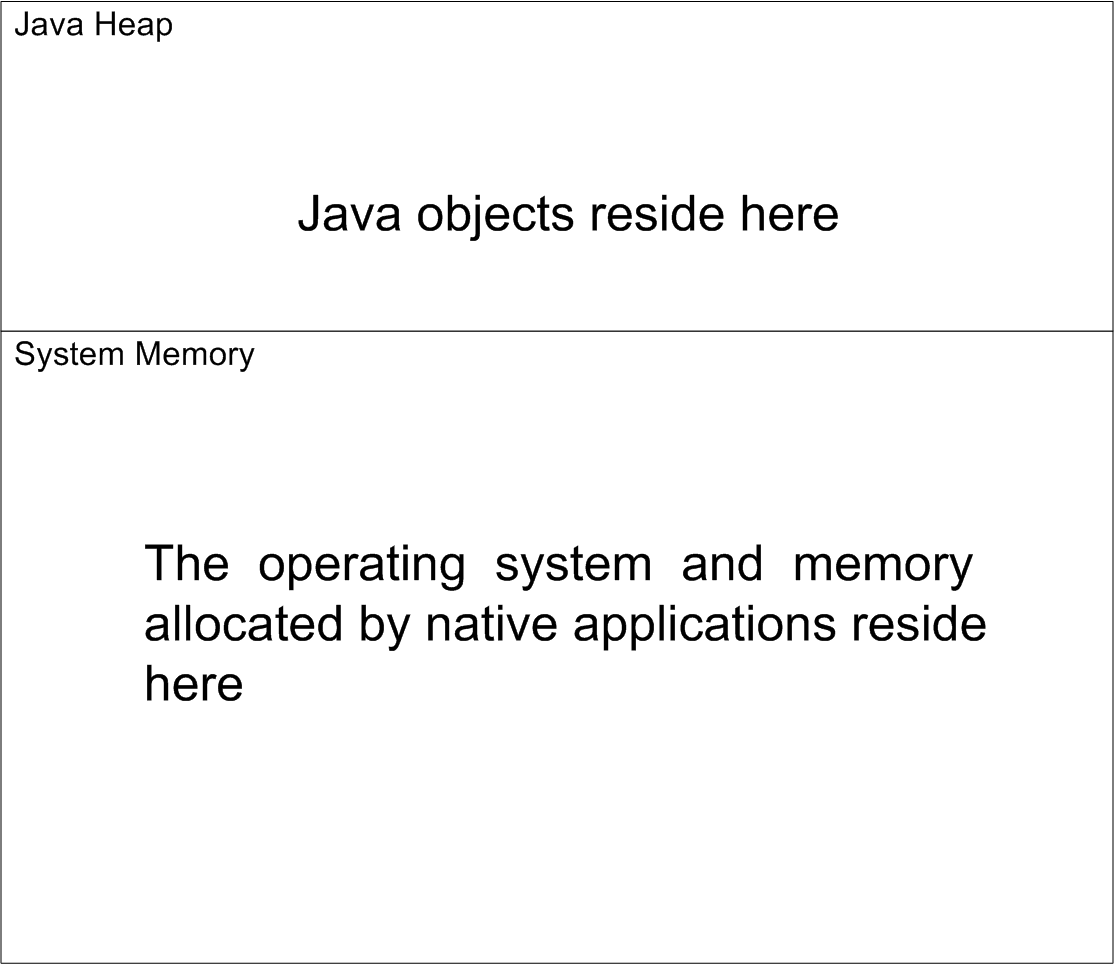 Java Heap
Java objects reside here
System Memory
The operating system and memory
allocated by native applications reside
here